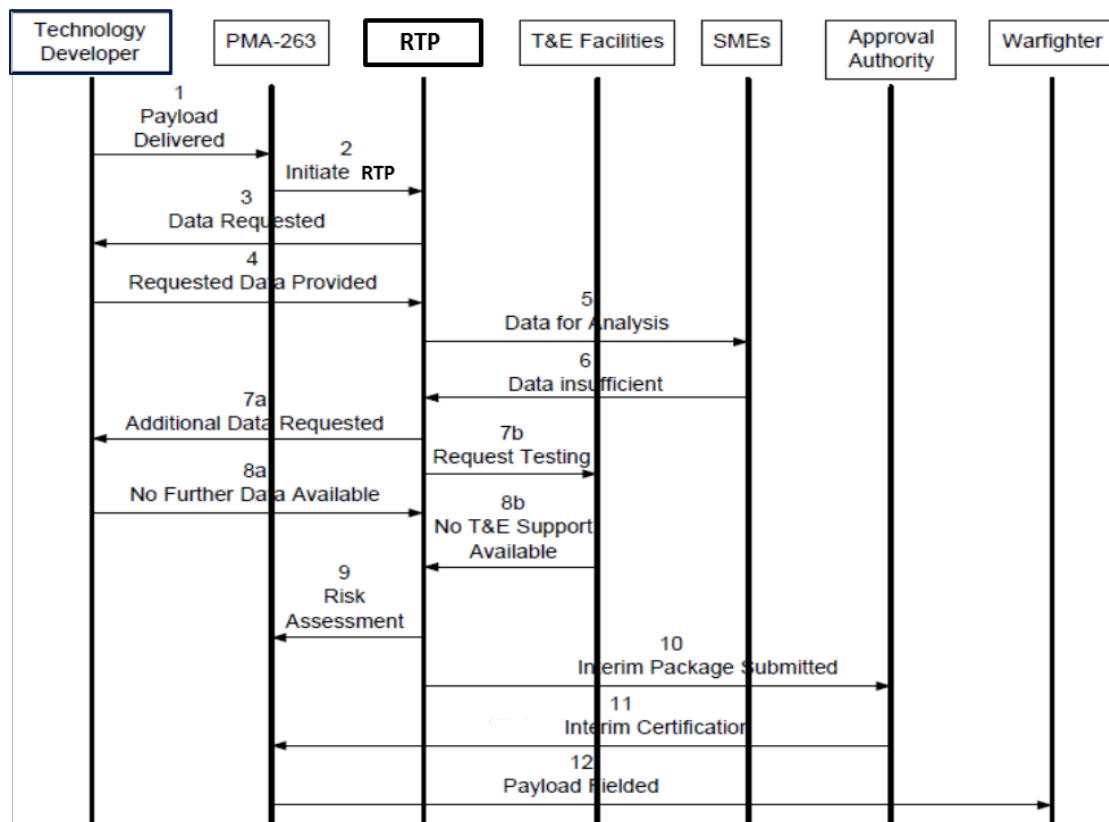 Technology
Developer
PMA-263
RTP
T&E Facilities
SMEs
Approval
Authority
Warfighter
1
Payload
Delivered
2
Initiate RTP
3
Data Requested
4
Requested Data Provided
5
Data for Analysis
6
Data insufficient
7a
Additional Data Requested
7b
Request Testing
8a
No Further Data Available
8b
No T&E Support
Available
9
Risk
Assessment
10
Interim Package Submitted
11
Interim Certification
12
Payload Fielded